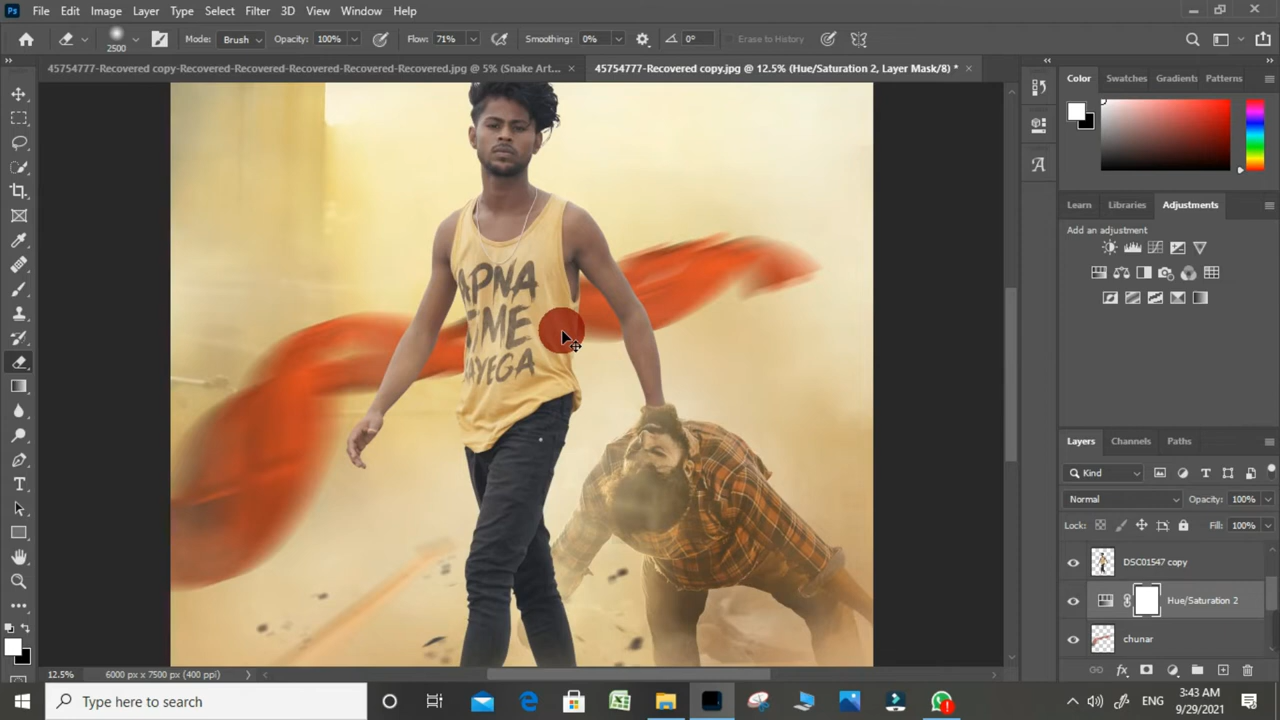 Ps File Edit Image Layer Type Select Filter 3D View Window Help
2500 Mode: Brush Opacity: 100% Flow: 71% Smoothing: 0% 0° Erase to History
45754777-Recovered copy-Recovered-Recovered-Recovered-Recovered-Recovered.jpg @ 5% (Snake Art... × 45754777-Recovered copy.jpg @ 12.5% (Hue/Saturation 2, Layer Mask/8) * ×
Color Swatches Gradients Patterns
Learn Libraries Adjustments
Add an adjustment
APNA
TIME
AAYEGA
Layers Channels Paths
Kind
Normal Opacity: 100%
Lock: Fill: 100%
DSC01547 copy
Hue/Saturation 2
chunar
12.5% 6000 px x 7500 px (400 ppi)
Type here to search
ENG
3:43 AM
9/29/2021